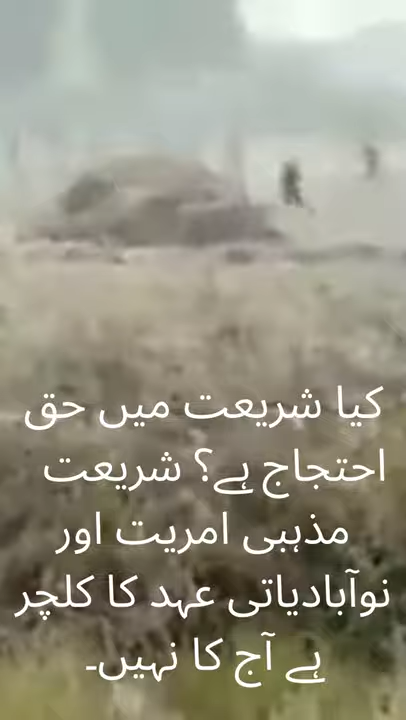 کیا شریعت میں حق
احتجاج ہے؟ شریعت
مذہبی امریت اور
نوآبادیاتی عہد کا کلچر
ہے آج کا نہیں۔